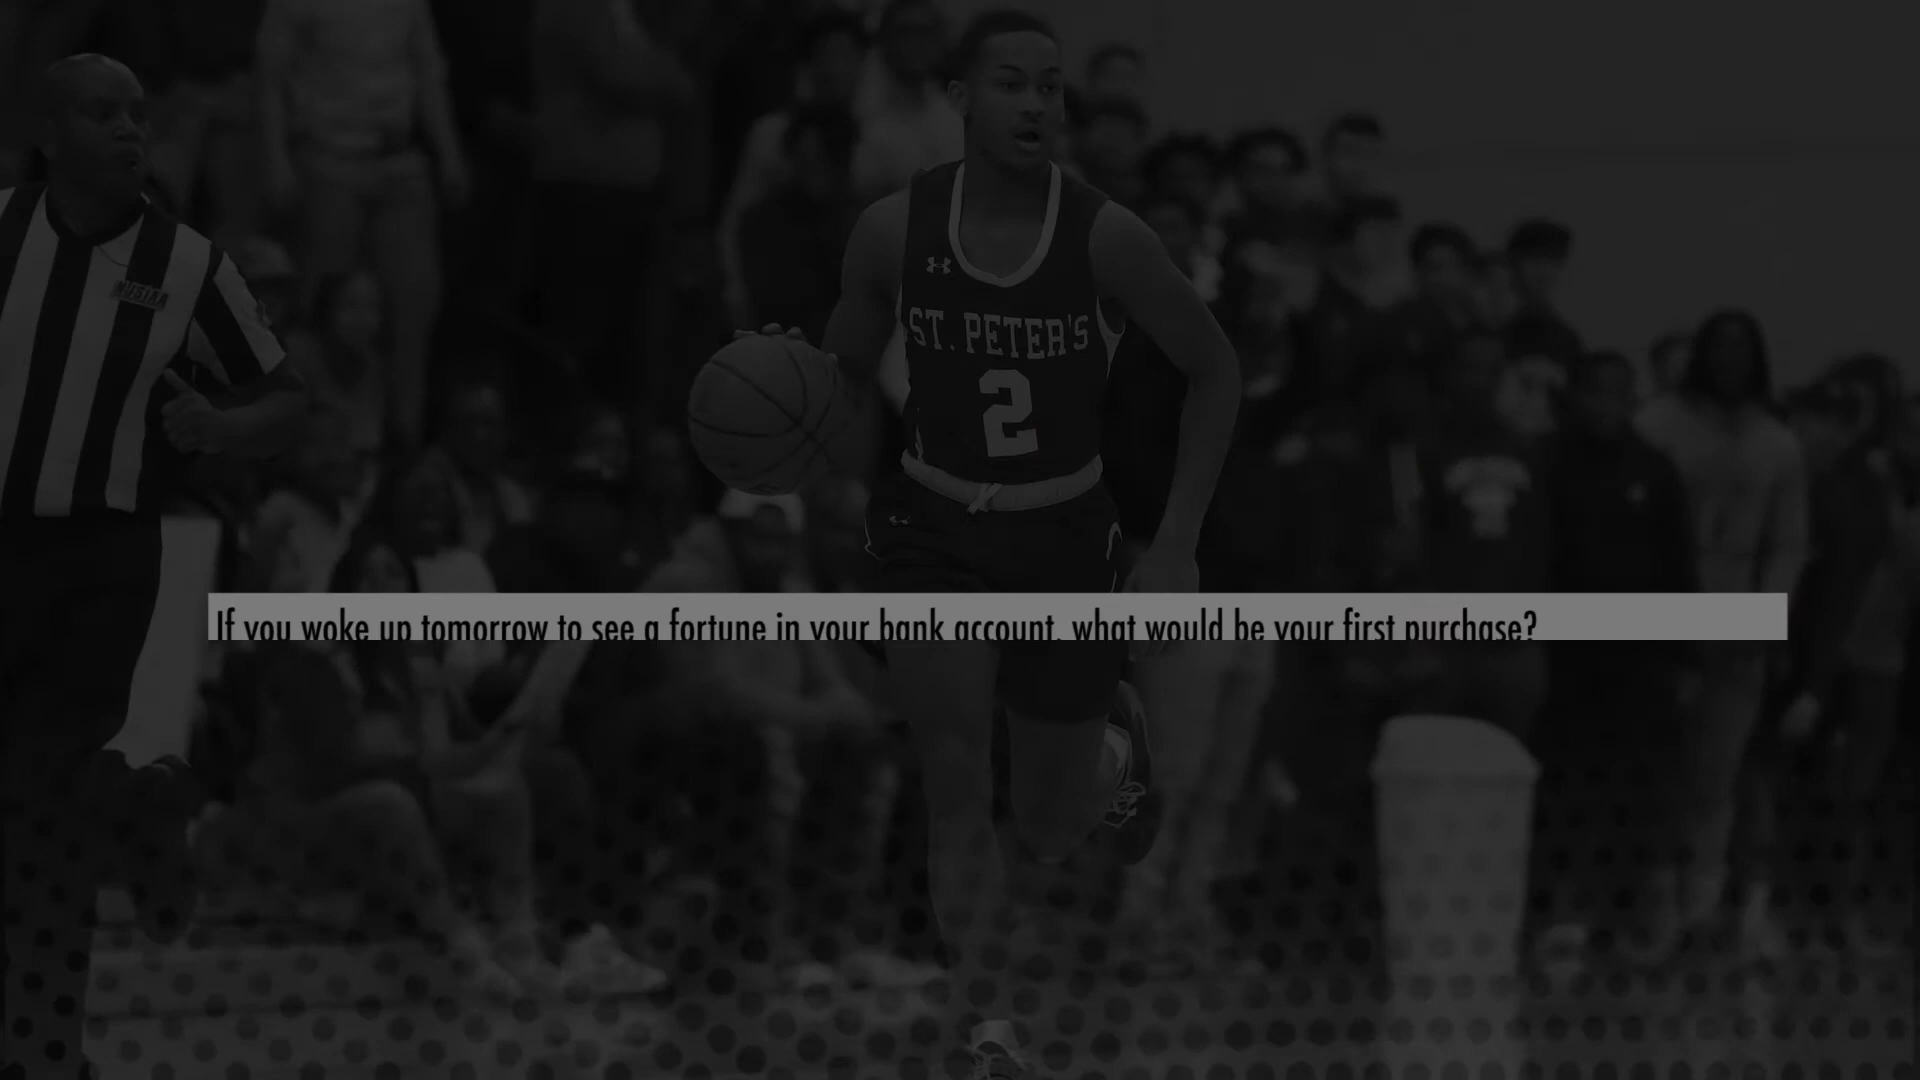 NJSIAA
ST. PETER'S
2
If you woke up tomorrow to see a fortune in your bank account, what would be your first purchase?